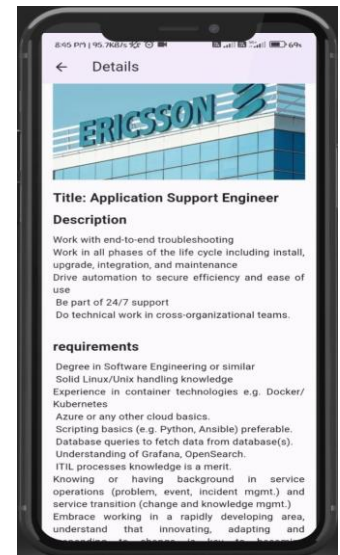 8:45 PM | 95.7KB/s
69%
← Details
ERICSSON
Title: Application Support Engineer
Description
Work with end-to-end troubleshooting
Work in all phases of the life cycle including install,
upgrade, integration, and maintenance
Drive automation to secure efficiency and ease of
use
Be part of 24/7 support
Do technical work in cross-organizational teams.
requirements
Degree in Software Engineering or similar
Solid Linux/Unix handling knowledge
Experience in container technologies e.g. Docker/
Kubernetes
Azure or any other cloud basics.
Scripting basics (e.g. Python, Ansible) preferable.
Database queries to fetch data from database(s).
Understanding of Grafana, OpenSearch.
ITIL processes knowledge is a merit.
Knowing or having background in service
operations (problem, event, incident mgmt.) and
service transition (change and knowledge mgmt.)
Embrace working in a rapidly developing area,
understand that innovating, adapting and